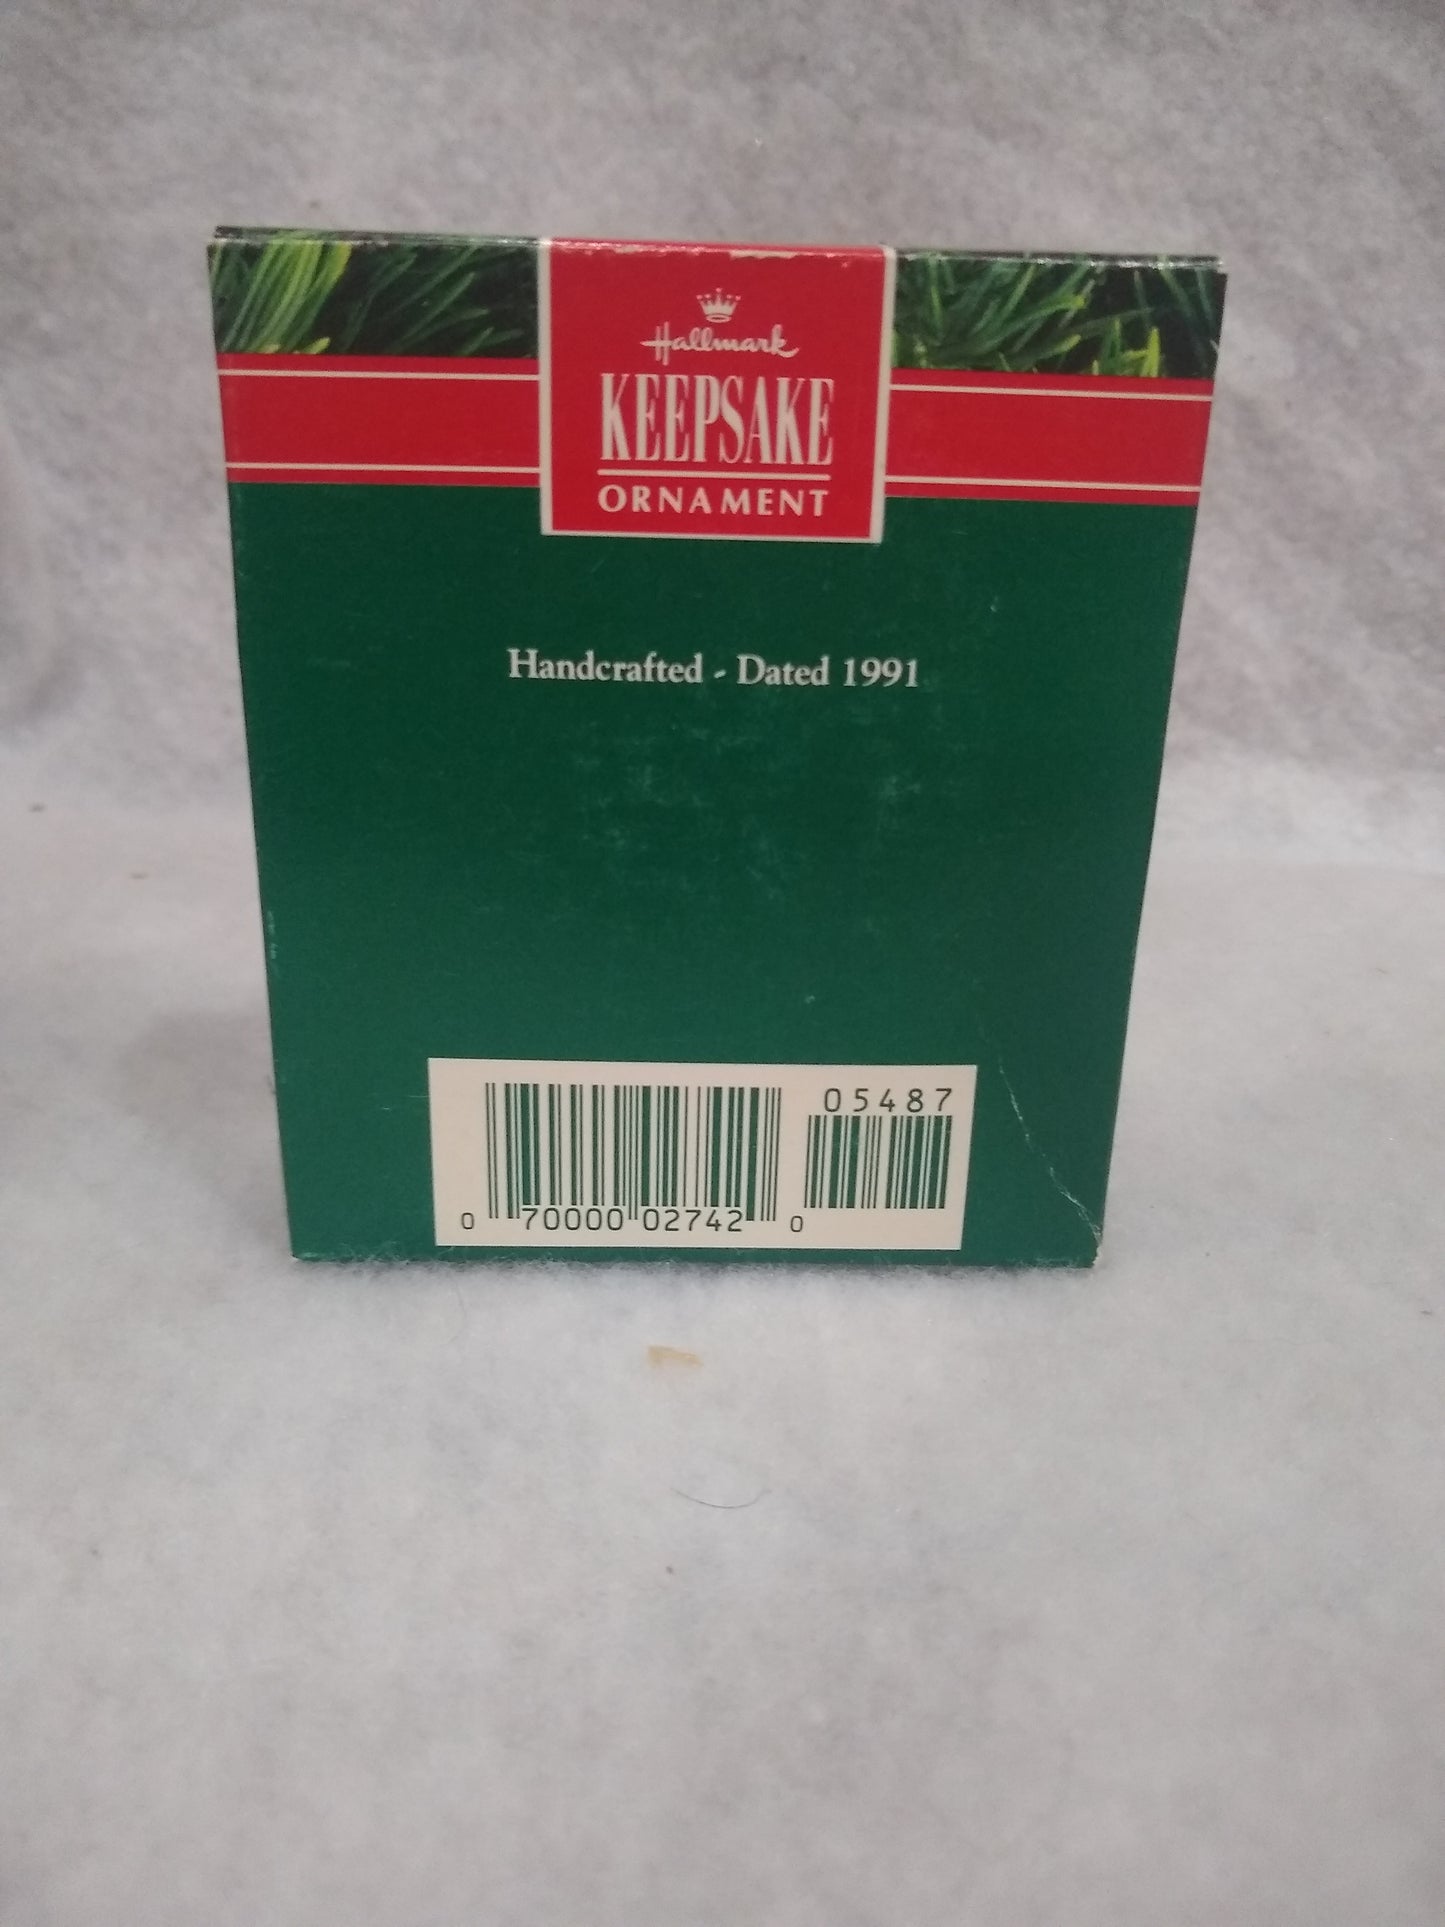 Hallmark
KEEPSAKE
ORNAMENT
Handcrafted - Dated 1991
05487
0 70000 02742 0